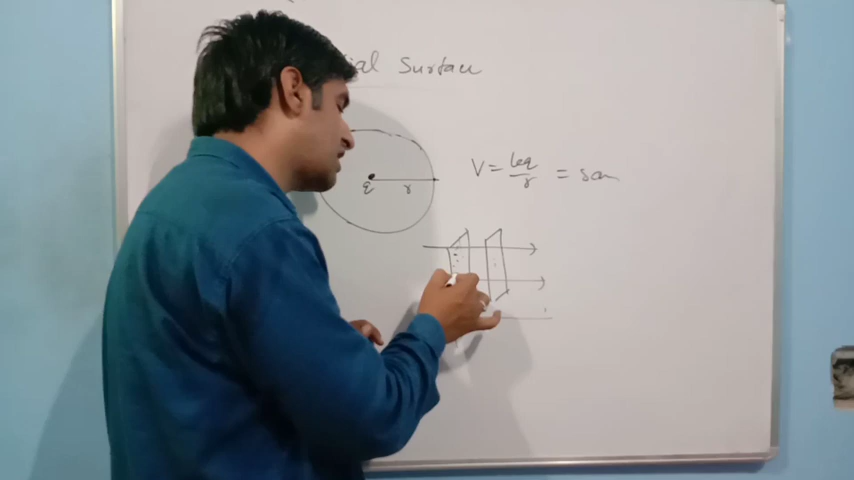 ial Surface
q r
V = kq/r = sam